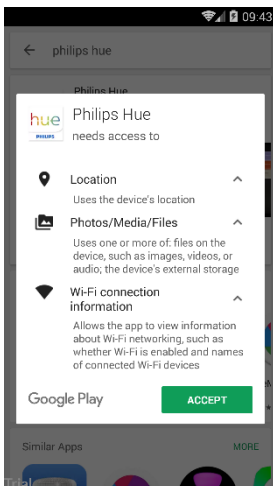 09:43
philips hue
Philips Hue
hue
PHILIPS
Philips Hue
needs access to
Location
Uses the device's location
Photos/Media/Files
Uses one or more of: files on the
device, such as images, videos, or
audio; the device's external storage
Wi-Fi connection
information
Allows the app to view information
about Wi-Fi networking, such as
whether Wi-Fi is enabled and names
of connected Wi-Fi devices
Google Play
ACCEPT
Similar Apps
MORE
Trial